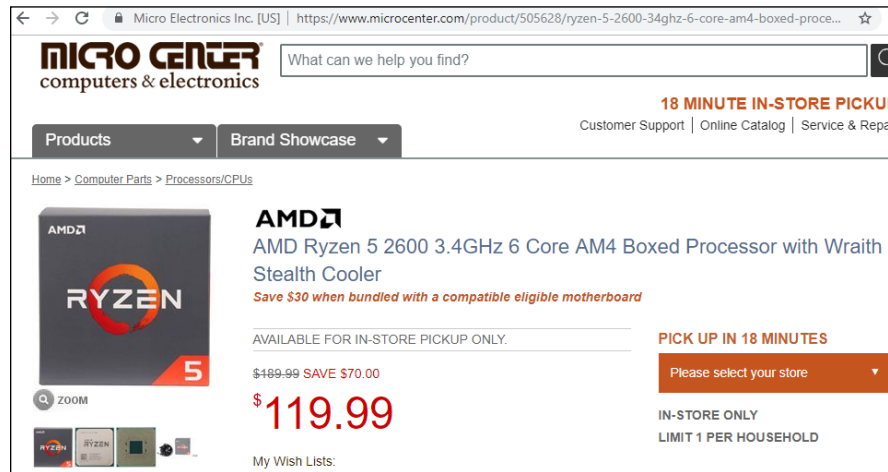 Micro Electronics Inc. [US] | https://www.microcenter.com/product/505628/ryzen-5-2600-34ghz-6-core-am4-boxed-proce...
MICRO CENTER
computers & electronics
What can we help you find?
18 MINUTE IN-STORE PICKU
Customer Support | Online Catalog | Service & Repa
Products
Brand Showcase
Home > Computer Parts > Processors/CPUs
AMD
RYZEN
5
AMD
AMD Ryzen 5 2600 3.4GHz 6 Core AM4 Boxed Processor with Wraith
Stealth Cooler
Save $30 when bundled with a compatible eligible motherboard
AVAILABLE FOR IN-STORE PICKUP ONLY.
$189.99 SAVE $70.00
$119.99
PICK UP IN 18 MINUTES
Please select your store
IN-STORE ONLY
LIMIT 1 PER HOUSEHOLD
ZOOM
RYZEN
RYZEN
My Wish Lists: